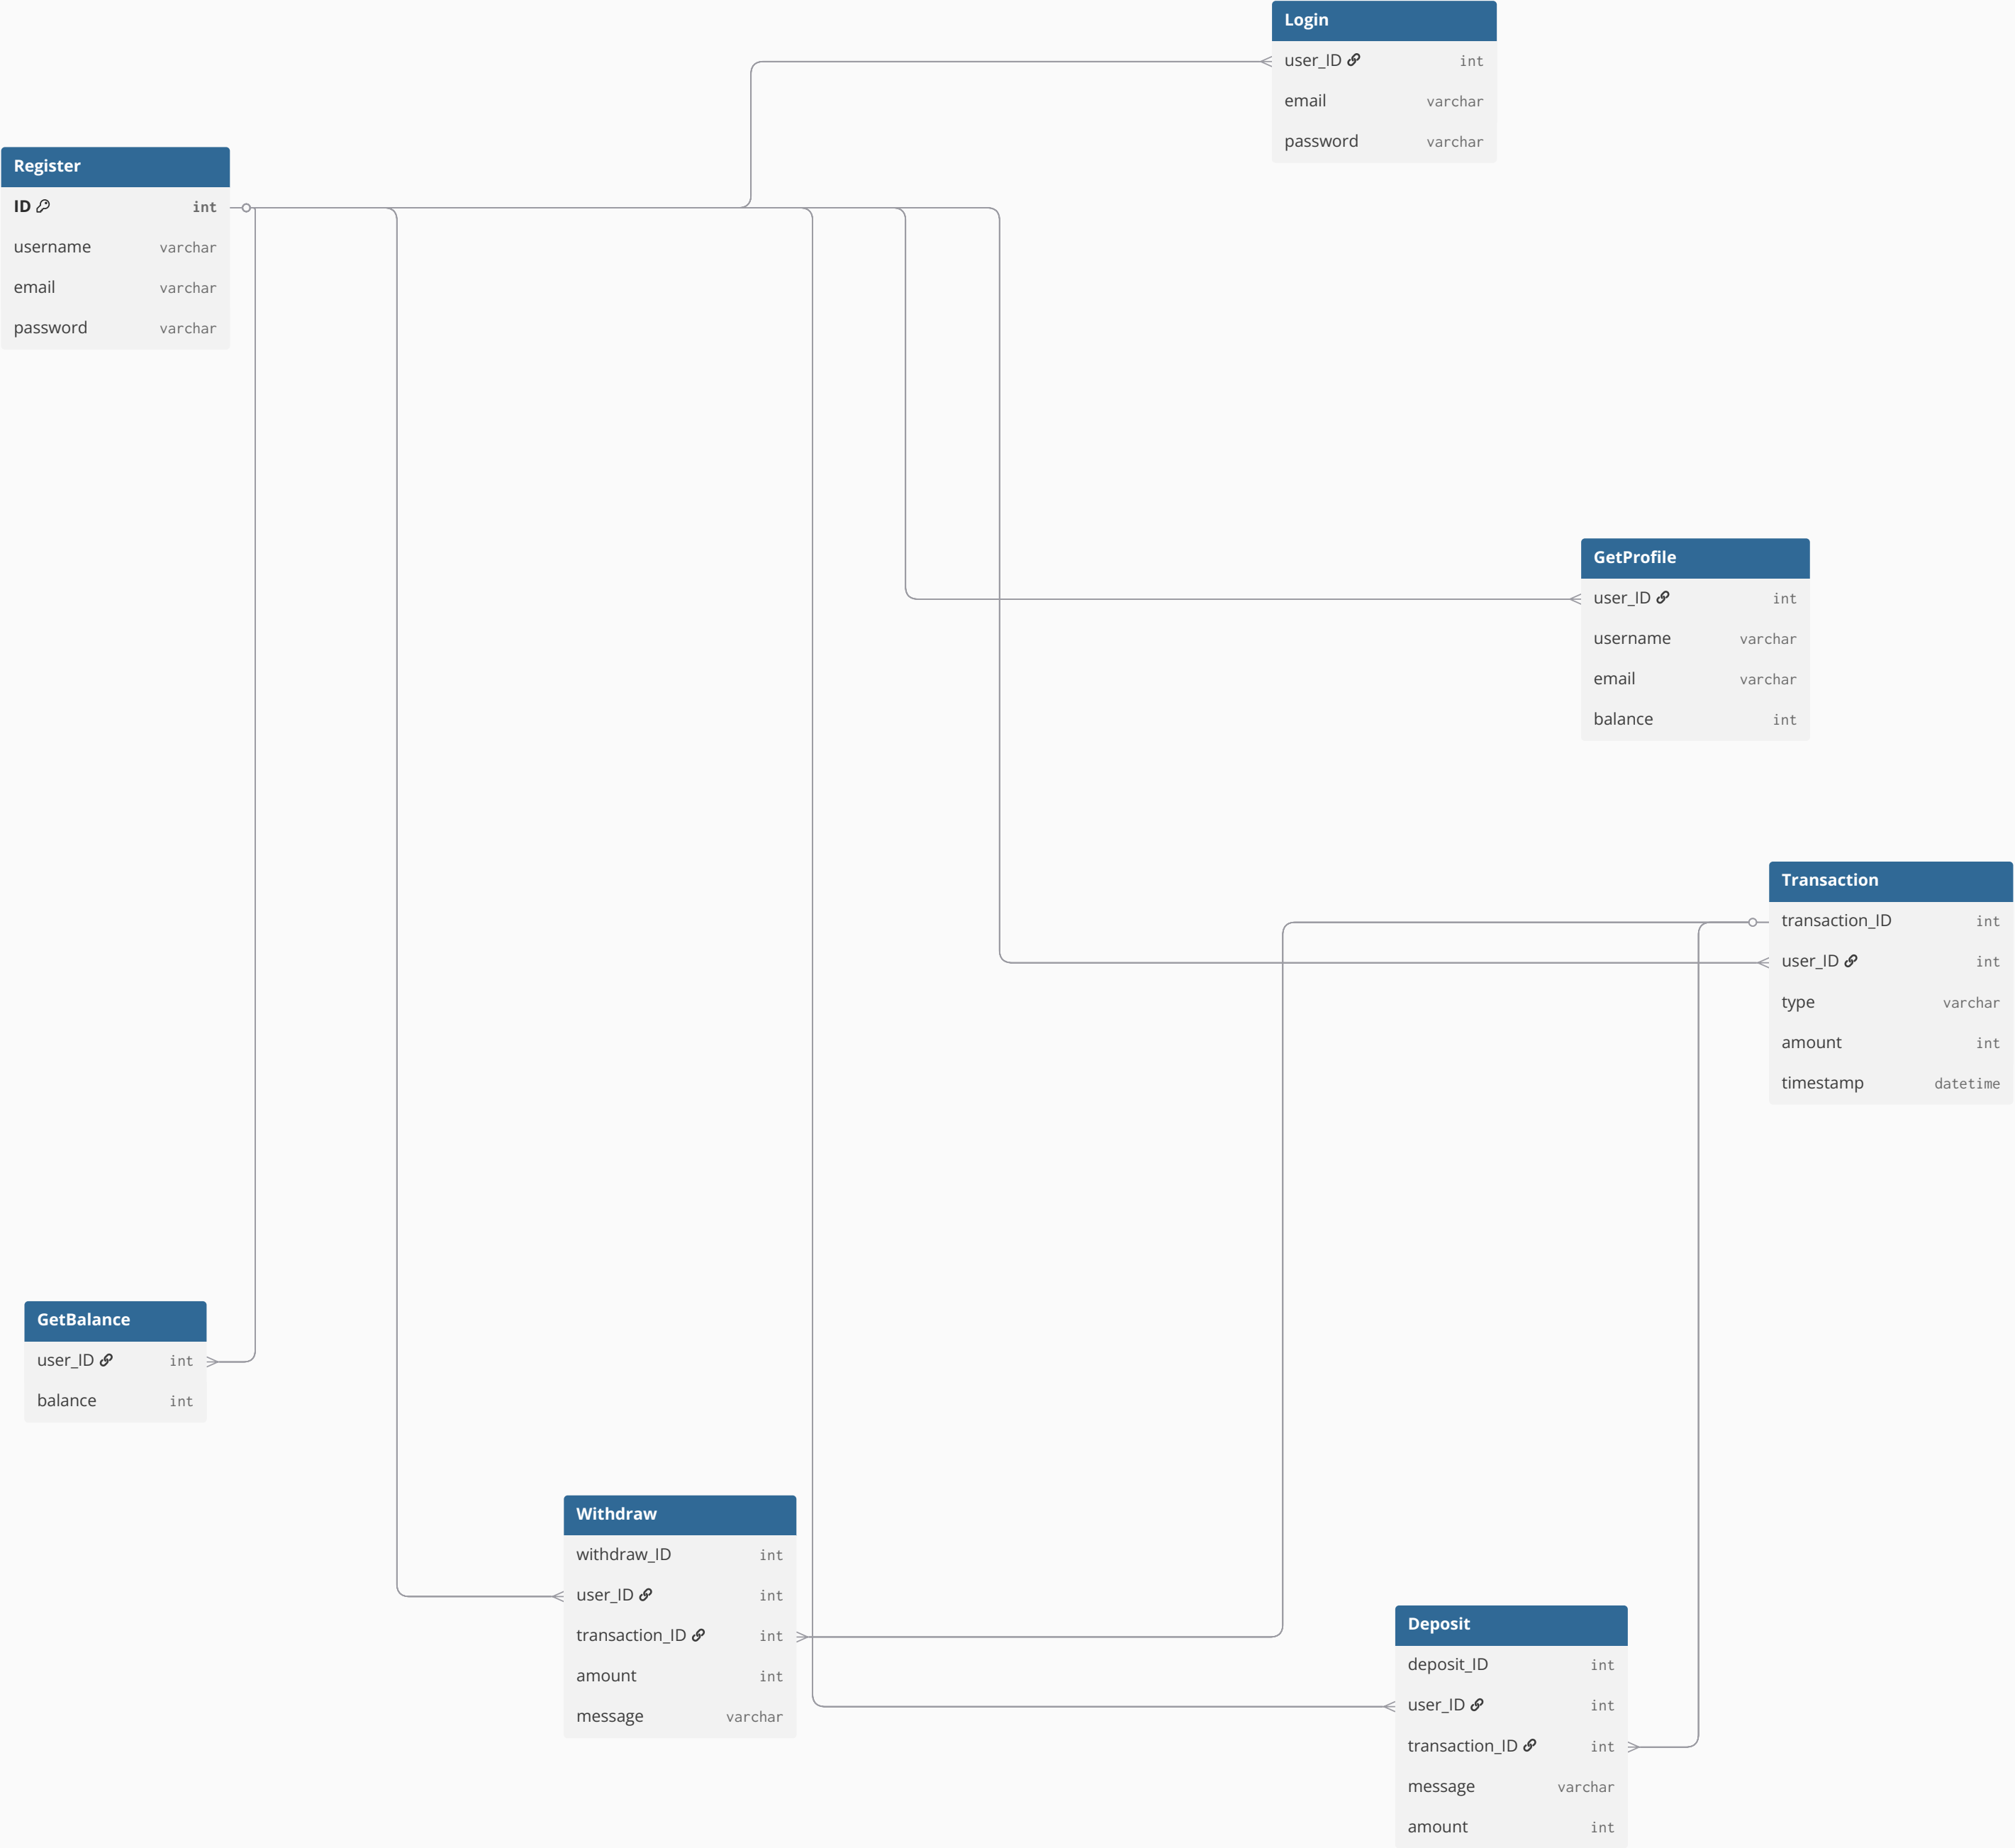 Login
user_ID int
email varchar
password varchar
Register
ID int
username varchar
email varchar
password varchar
GetProfile
user_ID int
username varchar
email varchar
balance int
Transaction
transaction_ID int
user_ID int
type varchar
amount int
timestamp datetime
GetBalance
user_ID int
balance int
Withdraw
withdraw_ID int
user_ID int
transaction_ID int
amount int
message varchar
Deposit
deposit_ID int
user_ID int
transaction_ID int
message varchar
amount int